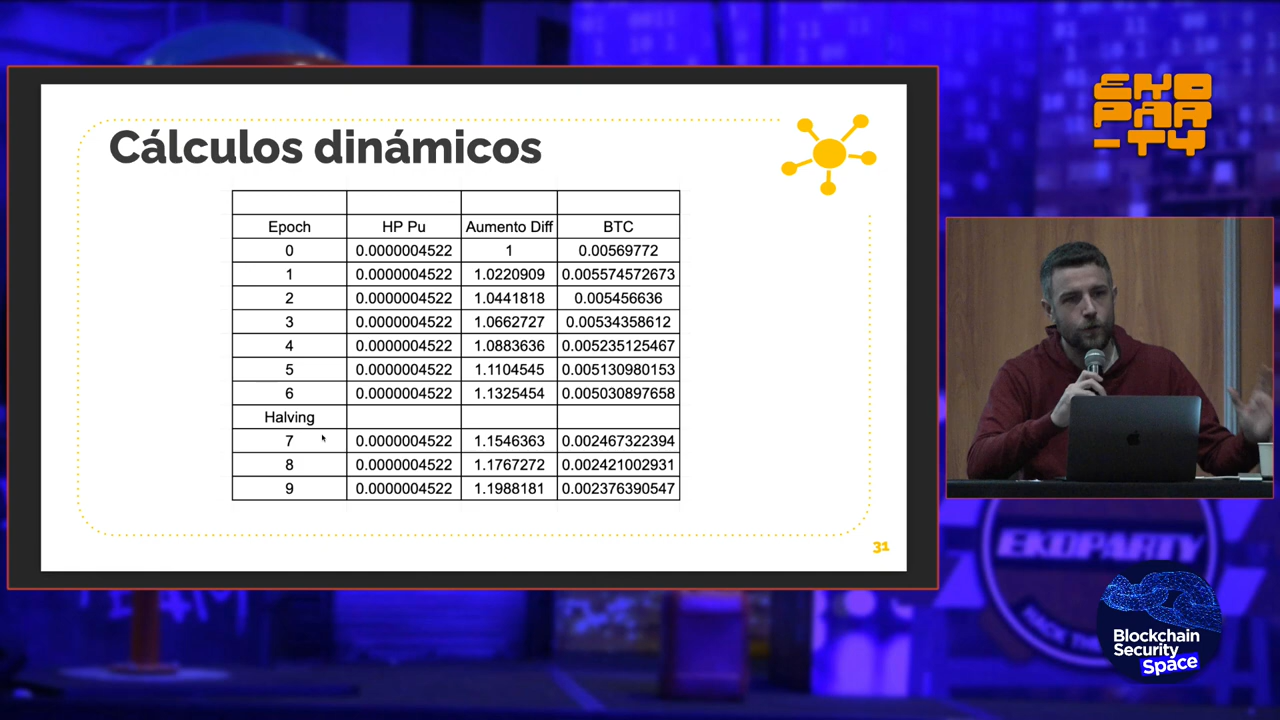 Cálculos dinámicos
Epoch HP Pu Aumento Diff BTC
0 0.0000004522 1 0.00569772
1 0.0000004522 1.0220909 0.005574572673
2 0.0000004522 1.0441818 0.005456636
3 0.0000004522 1.0662727 0.00534358612
4 0.0000004522 1.0883636 0.005235125467
5 0.0000004522 1.1104545 0.005130980153
6 0.0000004522 1.1325454 0.005030897658
Halving
7 0.0000004522 1.1546363 0.002467322394
8 0.0000004522 1.1767272 0.002421002931
9 0.0000004522 1.1988181 0.002376390547
31
EKO
PAR
-TY
EKOPARTY
Blockchain
Security
Space